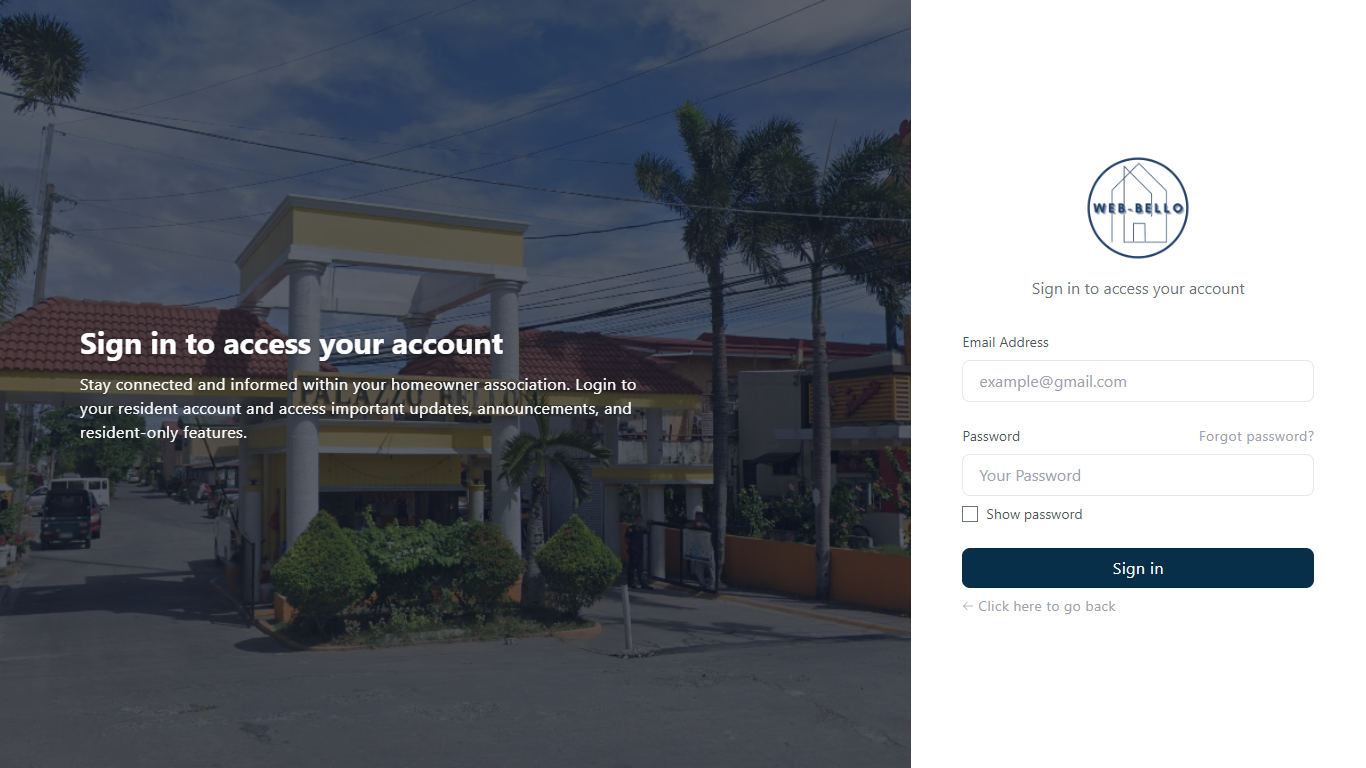 Sign in to access your account
Stay connected and informed within your homeowner association. Login to
your resident account and access important updates, announcements, and
resident-only features.
PALAZZO BELLO
WEB-BELLO
Sign in to access your account
Email Address
example@gmail.com
Password Forgot password?
Your Password
Show password
Sign in
← Click here to go back